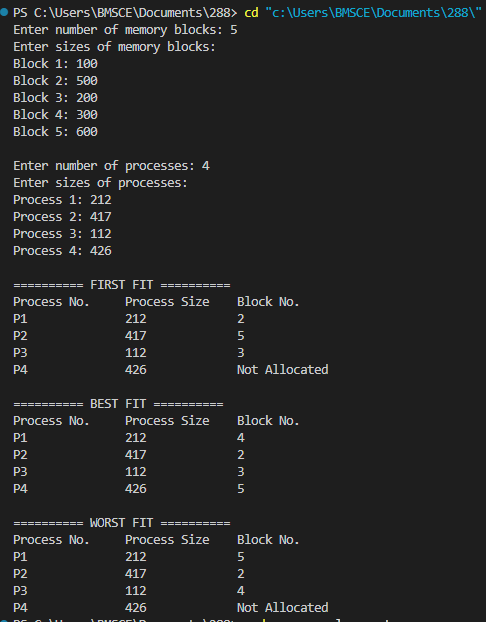 PS C:\Users\BMSCE\Documents\288> cd "c:\Users\BMSCE\Documents\288\"
Enter number of memory blocks: 5
Enter sizes of memory blocks:
Block 1: 100
Block 2: 500
Block 3: 200
Block 4: 300
Block 5: 600

Enter number of processes: 4
Enter sizes of processes:
Process 1: 212
Process 2: 417
Process 3: 112
Process 4: 426

========== FIRST FIT ==========
Process No.     Process Size    Block No.
P1              212             2
P2              417             5
P3              112             3
P4              426             Not Allocated

========== BEST FIT ==========
Process No.     Process Size    Block No.
P1              212             4
P2              417             2
P3              112             3
P4              426             5

========== WORST FIT ==========
Process No.     Process Size    Block No.
P1              212             5
P2              417             2
P3              112             4
P4              426             Not Allocated